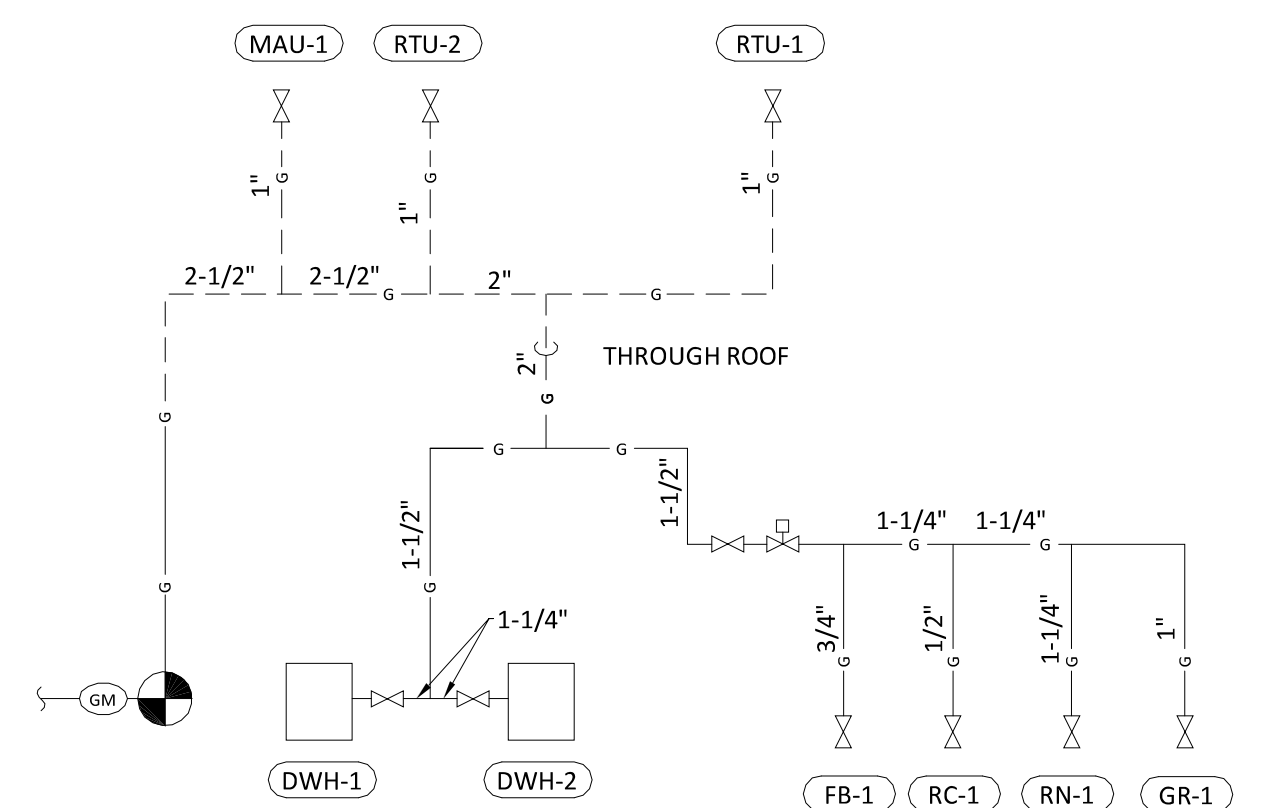 MAU-1 RTU-2 RTU-1
1" G G 1" G
1"
2-1/2" 2-1/2" G 2" G
THROUGH ROOF
2"
G G
G G
1-1/2"
1-1/4" 1-1/4"
1-1/2" G G
G G
1-1/4"
3/4" 1/2" 1-1/4" 1"
G G G G
GM
DWH-1 DWH-2
FB-1 RC-1 RN-1 GR-1